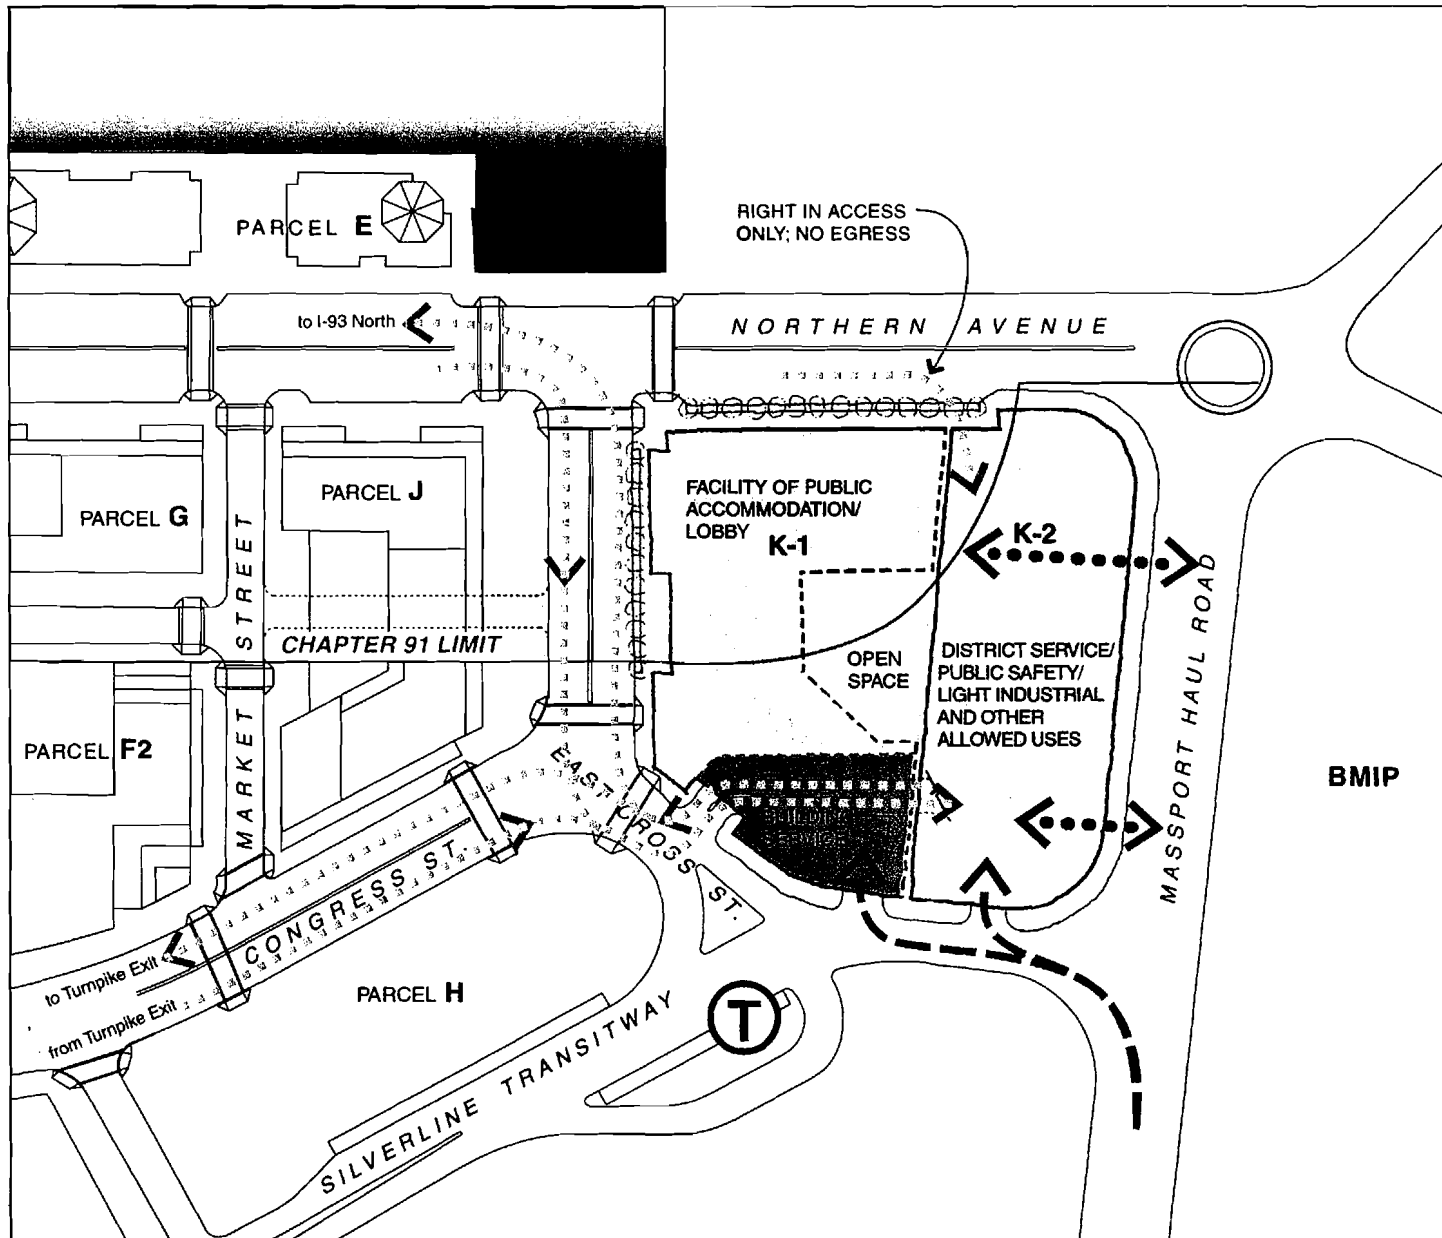 PARCEL E
RIGHT IN ACCESS
ONLY; NO EGRESS
to I-93 North
NORTHERN AVENUE
PARCEL G
PARCEL J
FACILITY OF PUBLIC
ACCOMMODATION/
LOBBY
K-1
K-2
MARKET STREET
CHAPTER 91 LIMIT
OPEN
SPACE
DISTRICT SERVICE/
PUBLIC SAFETY/
LIGHT INDUSTRIAL
AND OTHER
ALLOWED USES
MASSPORT HAUL ROAD
PARCEL F2
EAST CROSS ST.
BUILDING
SERVICE
BMIP
CONGRESS ST.
to Turnpike Exit
from Turnpike Exit
PARCEL H
T
SILVERLINE TRANSITWAY